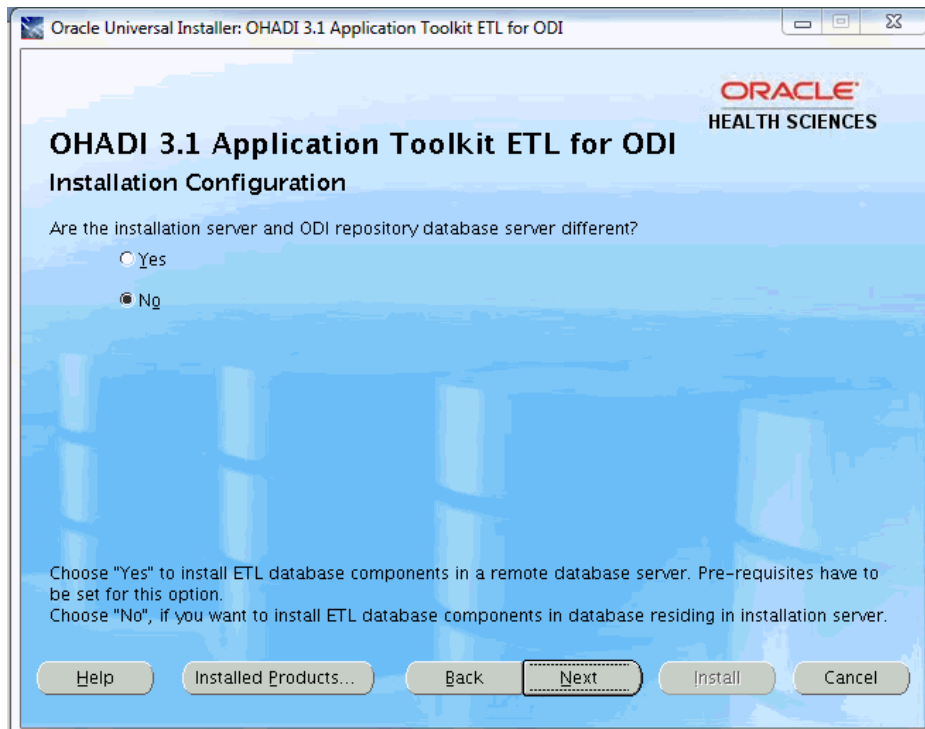 Oracle Universal Installer: OHADI 3.1 Application Toolkit ETL for ODI
ORACLE
HEALTH SCIENCES
OHADI 3.1 Application Toolkit ETL for ODI
Installation Configuration
Are the installation server and ODI repository database server different?
Yes
No
Choose "Yes" to install ETL database components in a remote database server. Pre-requisites have to
be set for this option.
Choose "No", if you want to install ETL database components in database residing in installation server.
Help Installed Products... Back Next Install Cancel